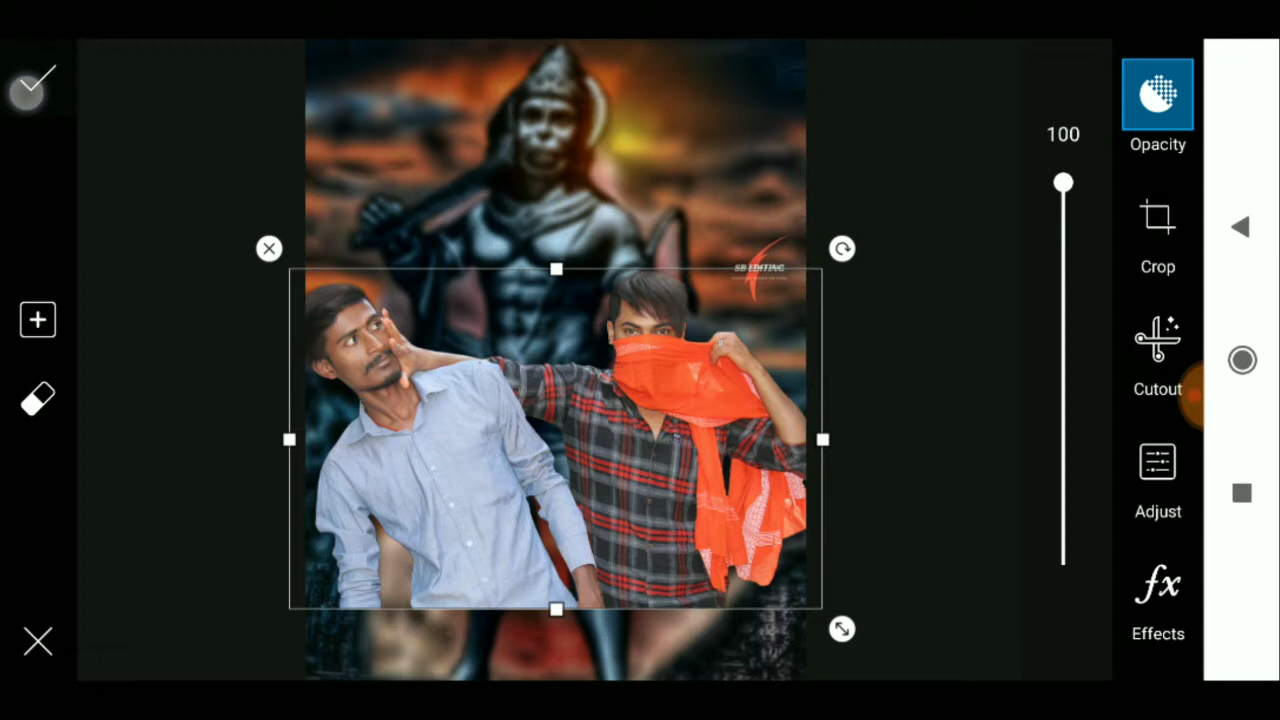 100
Opacity
Crop
SB EDITING
Cutout
Adjust
fx
Effects